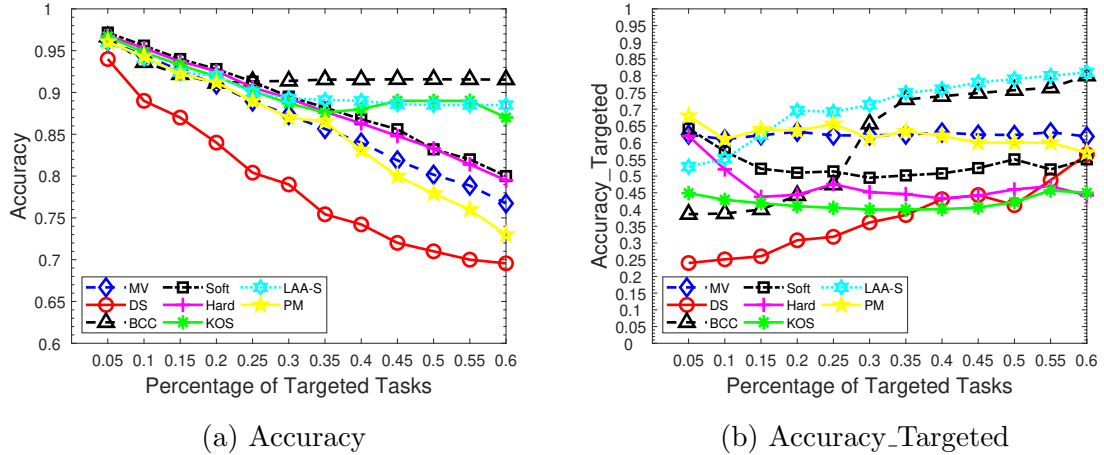 1
0.95
0.9
0.85
0.8
0.75
0.7
0.65
0.6
Accuracy
MV
DS
BCC
Soft
Hard
KOS
LAA-S
PM
0.05 0.1 0.15 0.2 0.25 0.3 0.35 0.4 0.45 0.5 0.55 0.6
Percentage of Targeted Tasks
(a) Accuracy
1
0.95
0.9
0.85
0.8
0.75
0.7
0.65
0.6
0.55
0.5
0.45
0.4
0.35
0.3
0.25
0.2
0.15
0.1
0.05
0
Accuracy_Targeted
MV
DS
BCC
Soft
Hard
KOS
LAA-S
PM
0.05 0.1 0.15 0.2 0.25 0.3 0.35 0.4 0.45 0.5 0.55 0.6
Percentage of Targeted Tasks
(b) Accuracy_Targeted